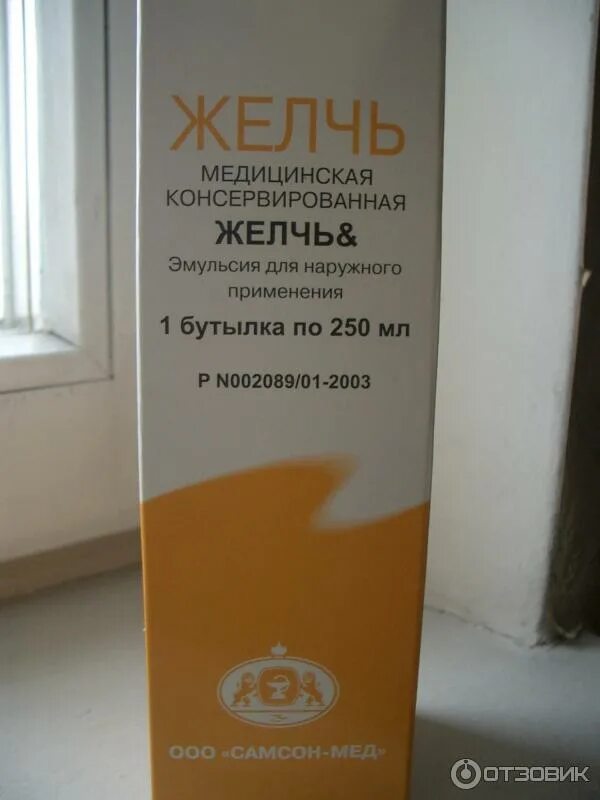 ЖЕЛЧЬ
МЕДИЦИНСКАЯ
КОНСЕРВИРОВАННАЯ
ЖЕЛЧЬ&
Эмульсия для наружного
применения
1 бутылка по 250 мл
Р N002089/01-2003
ООО «САМСОН-МЕД»
ОТЗОВИК